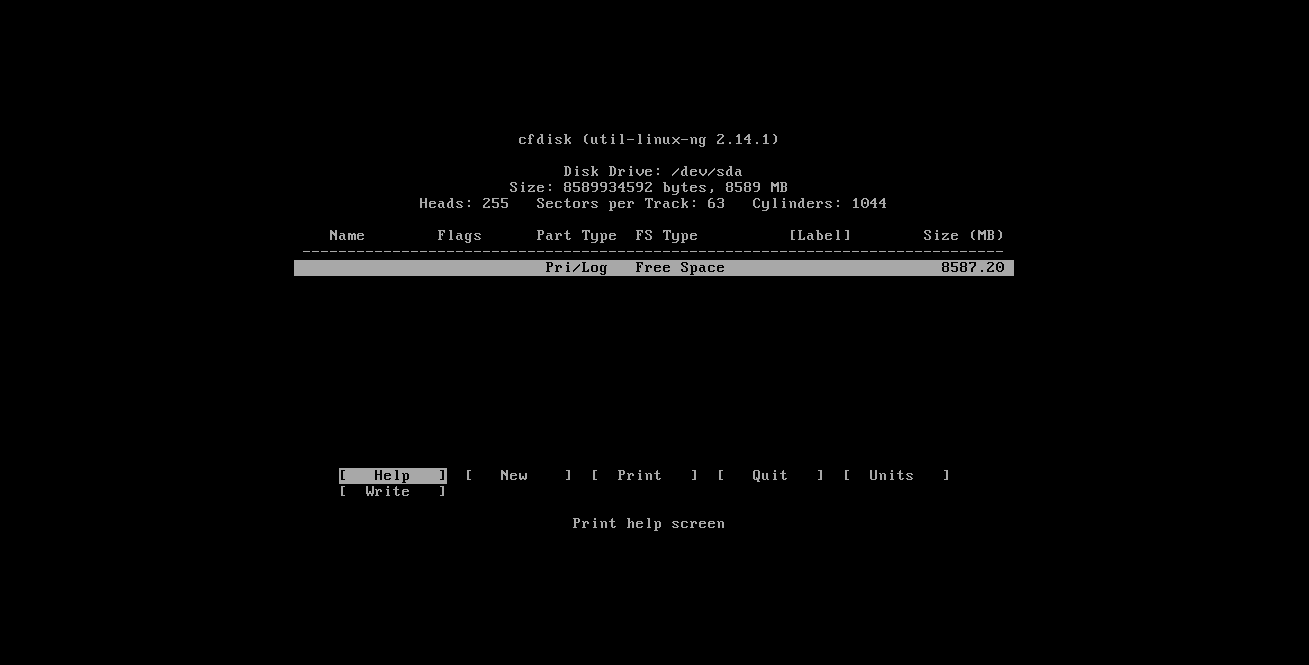 cfdisk (util-linux-ng 2.14.1)
Disk Drive: /dev/sda
Size: 8589934592 bytes, 8589 MB
Heads: 255   Sectors per Track: 63   Cylinders: 1044
Name        Flags      Part Type  FS Type          [Label]        Size (MB)
------------------------------------------------------------------------------
Pri/Log   Free Space                        8587.20
[   Help   ]  [   New    ]  [  Print   ]  [   Quit   ]  [  Units   ]
[  Write   ]
Print help screen